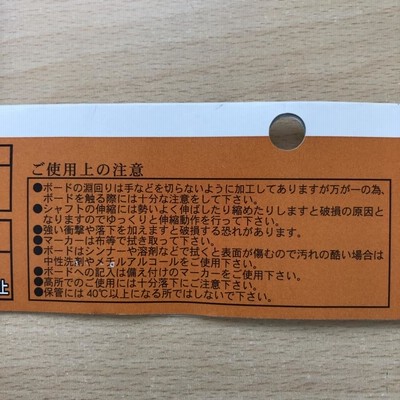 ご使用上の注意
●ボードの淵回りは手などを切らないように加工してありますが万が一の為、
ボードを触る際には十分な注意をして下さい。
●シャフトの伸縮には勢いよく伸ばしたり縮めたりしますと破損の原因と
なりますのでゆっくりと伸縮動作を行って下さい。
●強い衝撃や落下を加えますと破損する恐れがあります。
●マーカーは布等で拭き取って下さい。
●ボードはシンナーや溶剤などで拭くと表面が傷むので汚れの酷い場合は
中性洗剤やメチルアルコールをご使用下さい。
●ボードへの記入は備え付けのマーカーをご使用下さい。
●高所でのご使用には十分落下にご注意下さい。
●保管には40℃以上になる所ではしないで下さい。
止